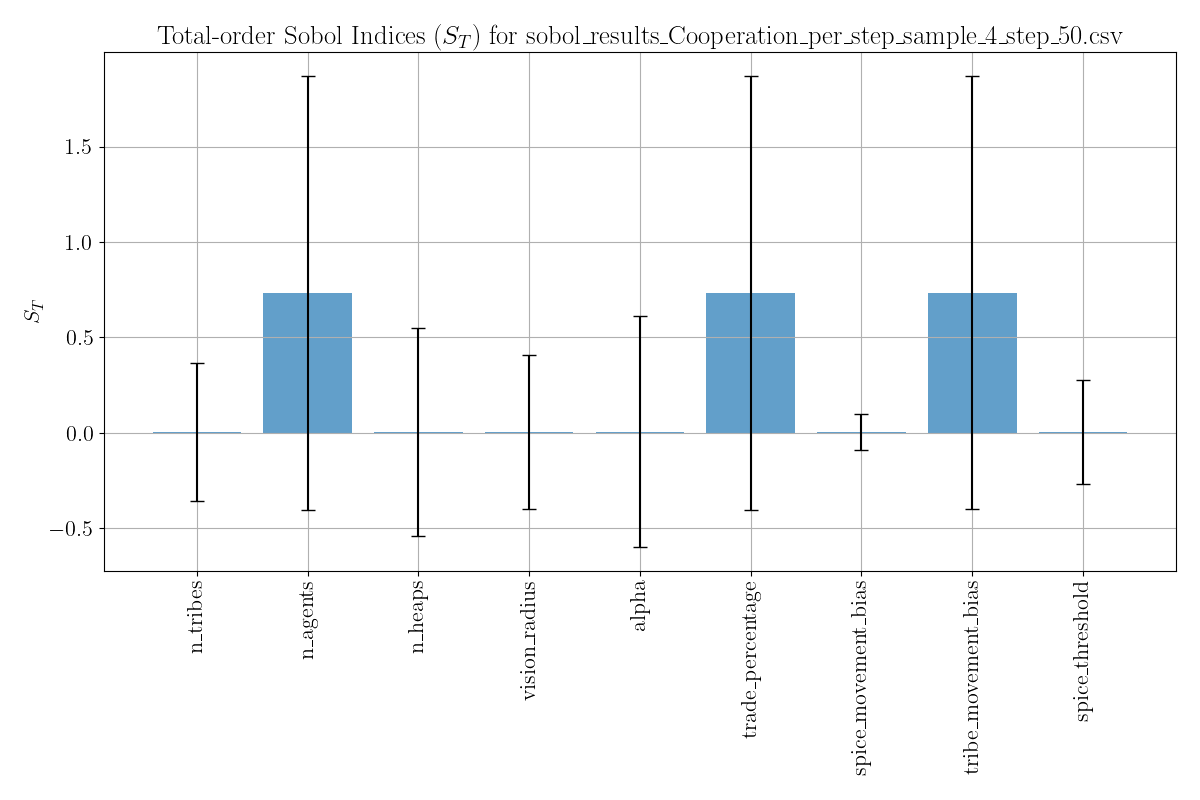 Total-order Sobol Indices (S_T) for sobol_results_Cooperation_per_step_sample_4_step_50.csv
S_T
1.5
1.0
0.5
0.0
−0.5
n_tribes
n_agents
n_heaps
vision_radius
alpha
trade_percentage
spice_movement_bias
tribe_movement_bias
spice_threshold